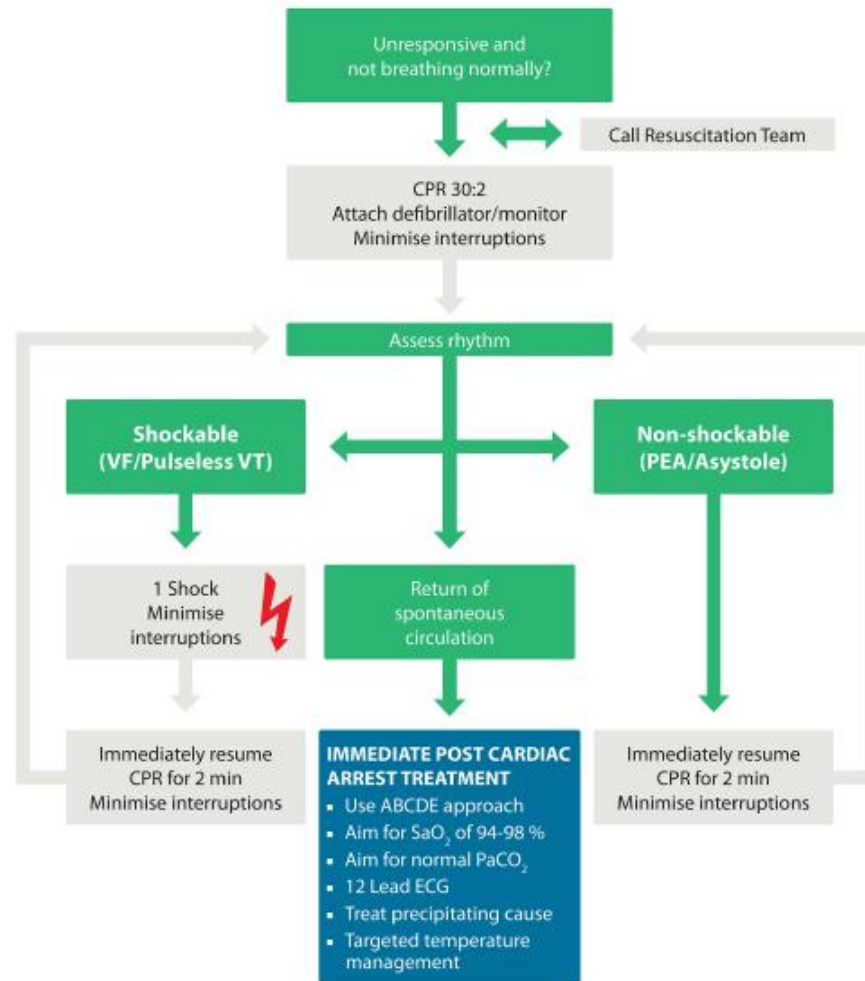 Unresponsive and
not breathing normally?
Call Resuscitation Team
CPR 30:2
Attach defibrillator/monitor
Minimise interruptions
Assess rhythm
Shockable
(VF/Pulseless VT)
Non-shockable
(PEA/Asystole)
1 Shock
Minimise
interruptions
Return of
spontaneous
circulation
Immediately resume
CPR for 2 min
Minimise interruptions
IMMEDIATE POST CARDIAC
ARREST TREATMENT
▪ Use ABCDE approach
▪ Aim for SaO₂ of 94-98 %
▪ Aim for normal PaCO₂
▪ 12 Lead ECG
▪ Treat precipitating cause
▪ Targeted temperature
management
Immediately resume
CPR for 2 min
Minimise interruptions